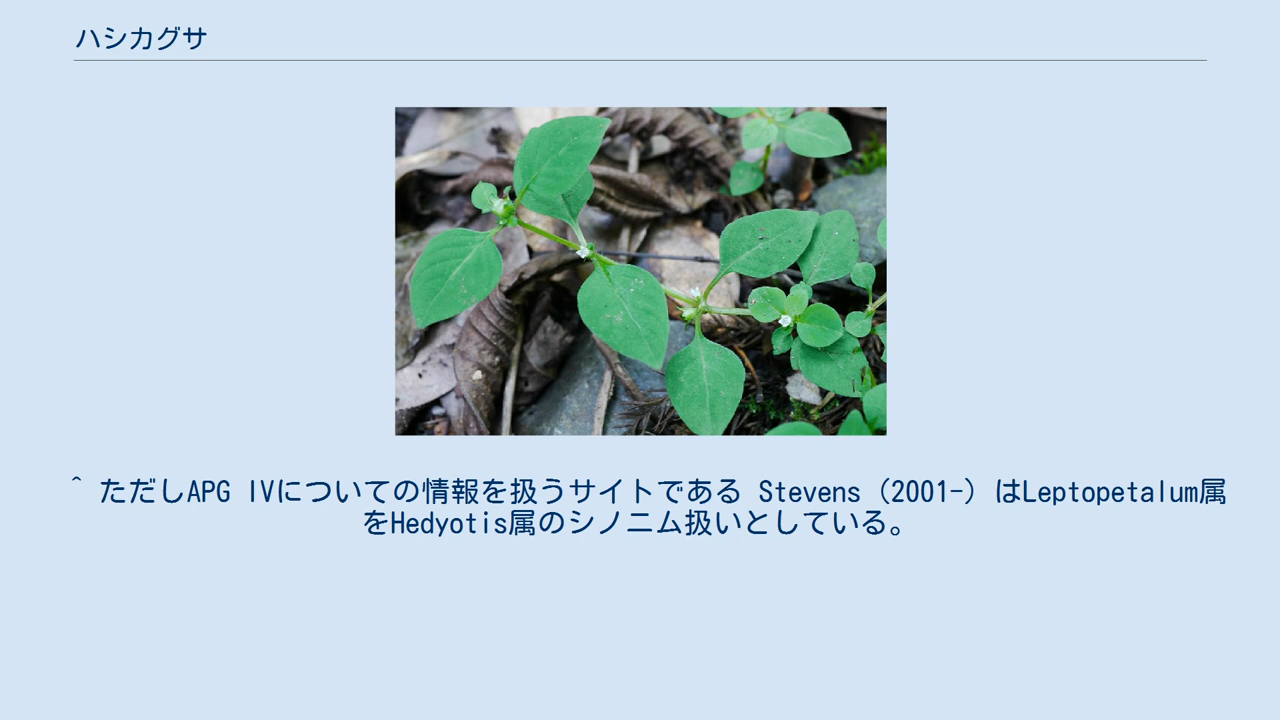 ハシカグサ
^ ただしAPG IVについての情報を扱うサイトである Stevens (2001-) はLeptopetalum属
をHedyotis属のシノニム扱いとしている。